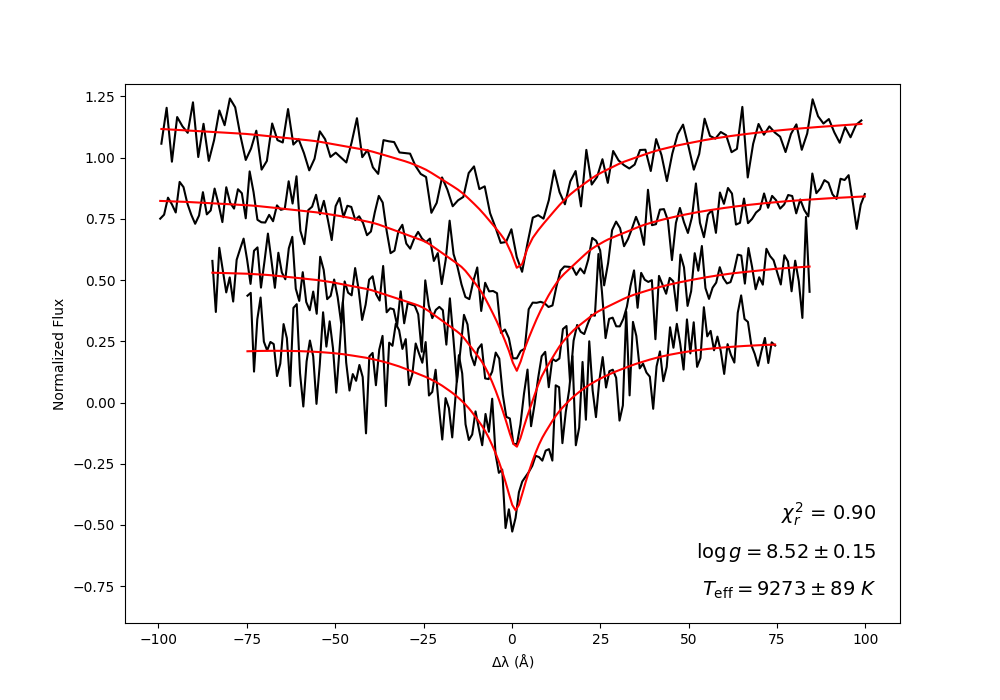 1.25
1.00
0.75
0.50
0.25
0.00
−0.25
−0.50
−0.75
Normalized Flux
χ²ᵣ = 0.90
log g = 8.52 ± 0.15
T_eff = 9273 ± 89 K
−100 −75 −50 −25 0 25 50 75 100
Δλ (Å)